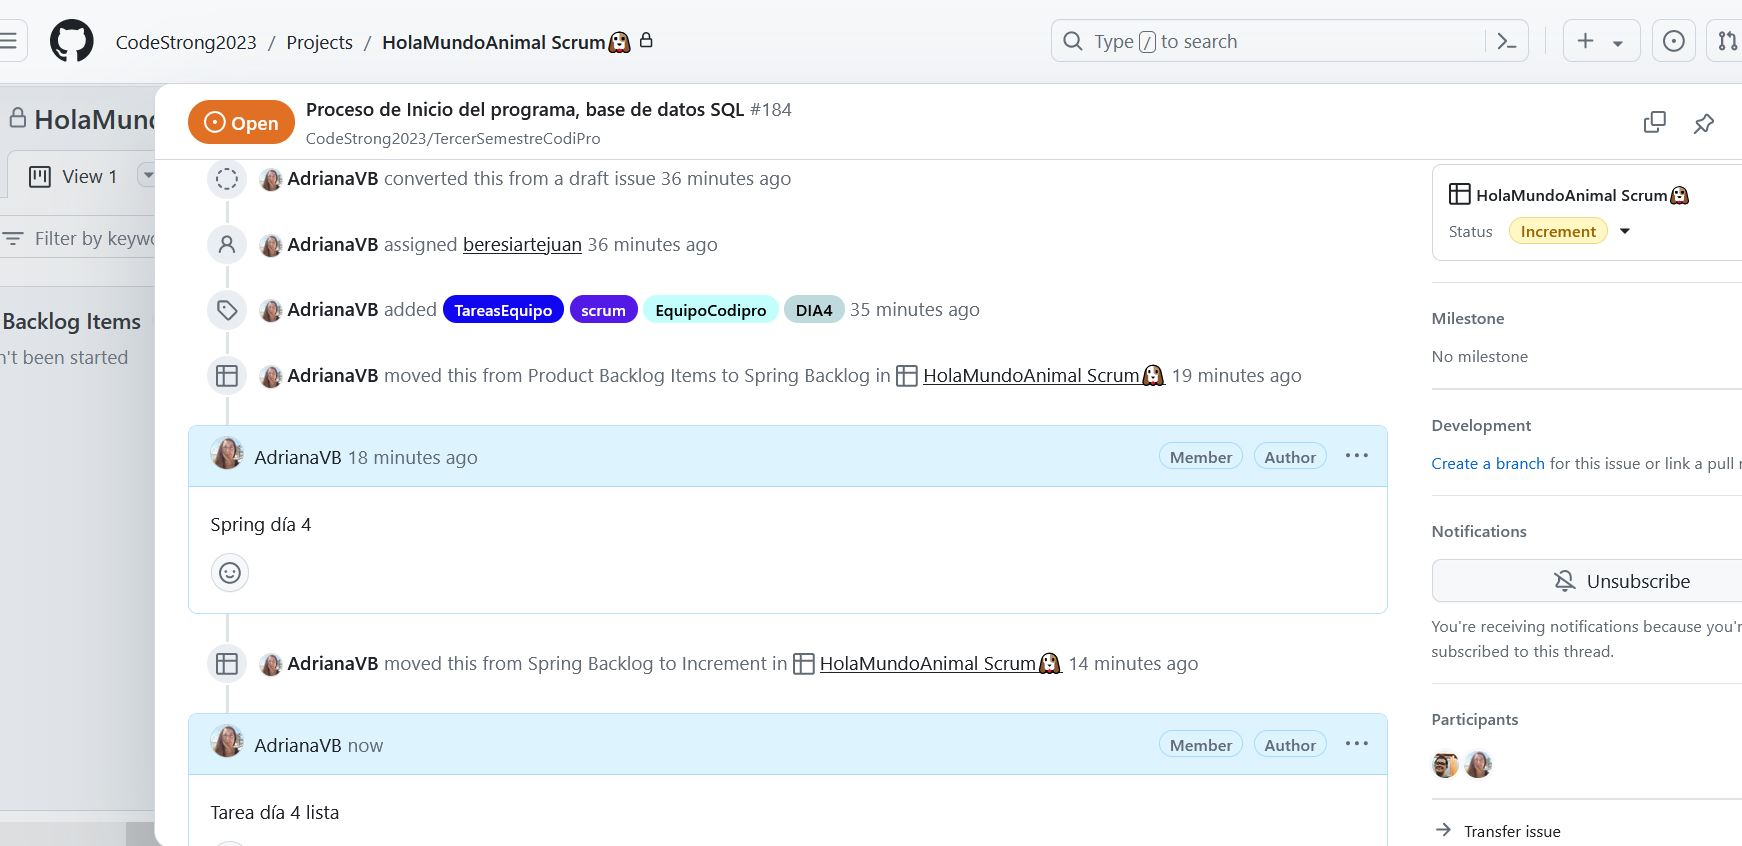 CodeStrong2023 / Projects / HolaMundoAnimal Scrum
Type / to search
HolaMund
View 1
Filter by keywo
Backlog Items
n't been started
Open
Proceso de Inicio del programa, base de datos SQL #184
CodeStrong2023/TercerSemestreCodiPro
AdrianaVB converted this from a draft issue 36 minutes ago
AdrianaVB assigned beresiartejuan 36 minutes ago
AdrianaVB added TareasEquipo scrum EquipoCodipro DIA4 35 minutes ago
AdrianaVB moved this from Product Backlog Items to Spring Backlog in HolaMundoAnimal Scrum 19 minutes ago
AdrianaVB 18 minutes ago Member Author
Spring día 4
AdrianaVB moved this from Spring Backlog to Increment in HolaMundoAnimal Scrum 14 minutes ago
AdrianaVB now Member Author
Tarea día 4 lista
HolaMundoAnimal Scrum
Status Increment
Milestone
No milestone
Development
Create a branch for this issue or link a pull r
Notifications
Unsubscribe
You're receiving notifications because you'r
subscribed to this thread.
Participants
Transfer issue